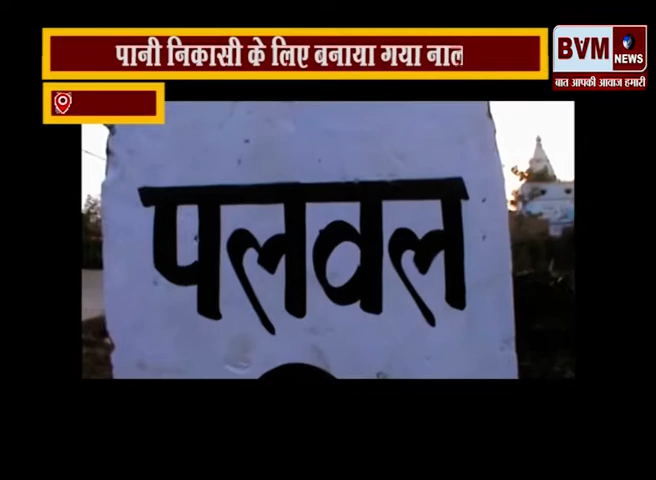 पानी निकासी के लिए बनाया गया नाल
BVM
NEWS
बात आपकी आवाज हमारी
पलवल